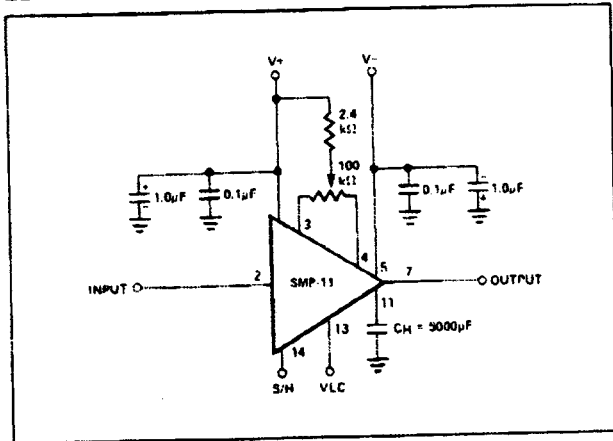 V+
V-
2.4
kΩ
100
kΩ
1.0µF
0.1µF
0.1µF
1.0µF
3
4
INPUT
2
SMP-11
5
7
OUTPUT
11
13
CH = 5000µF
14
S/H
VLC